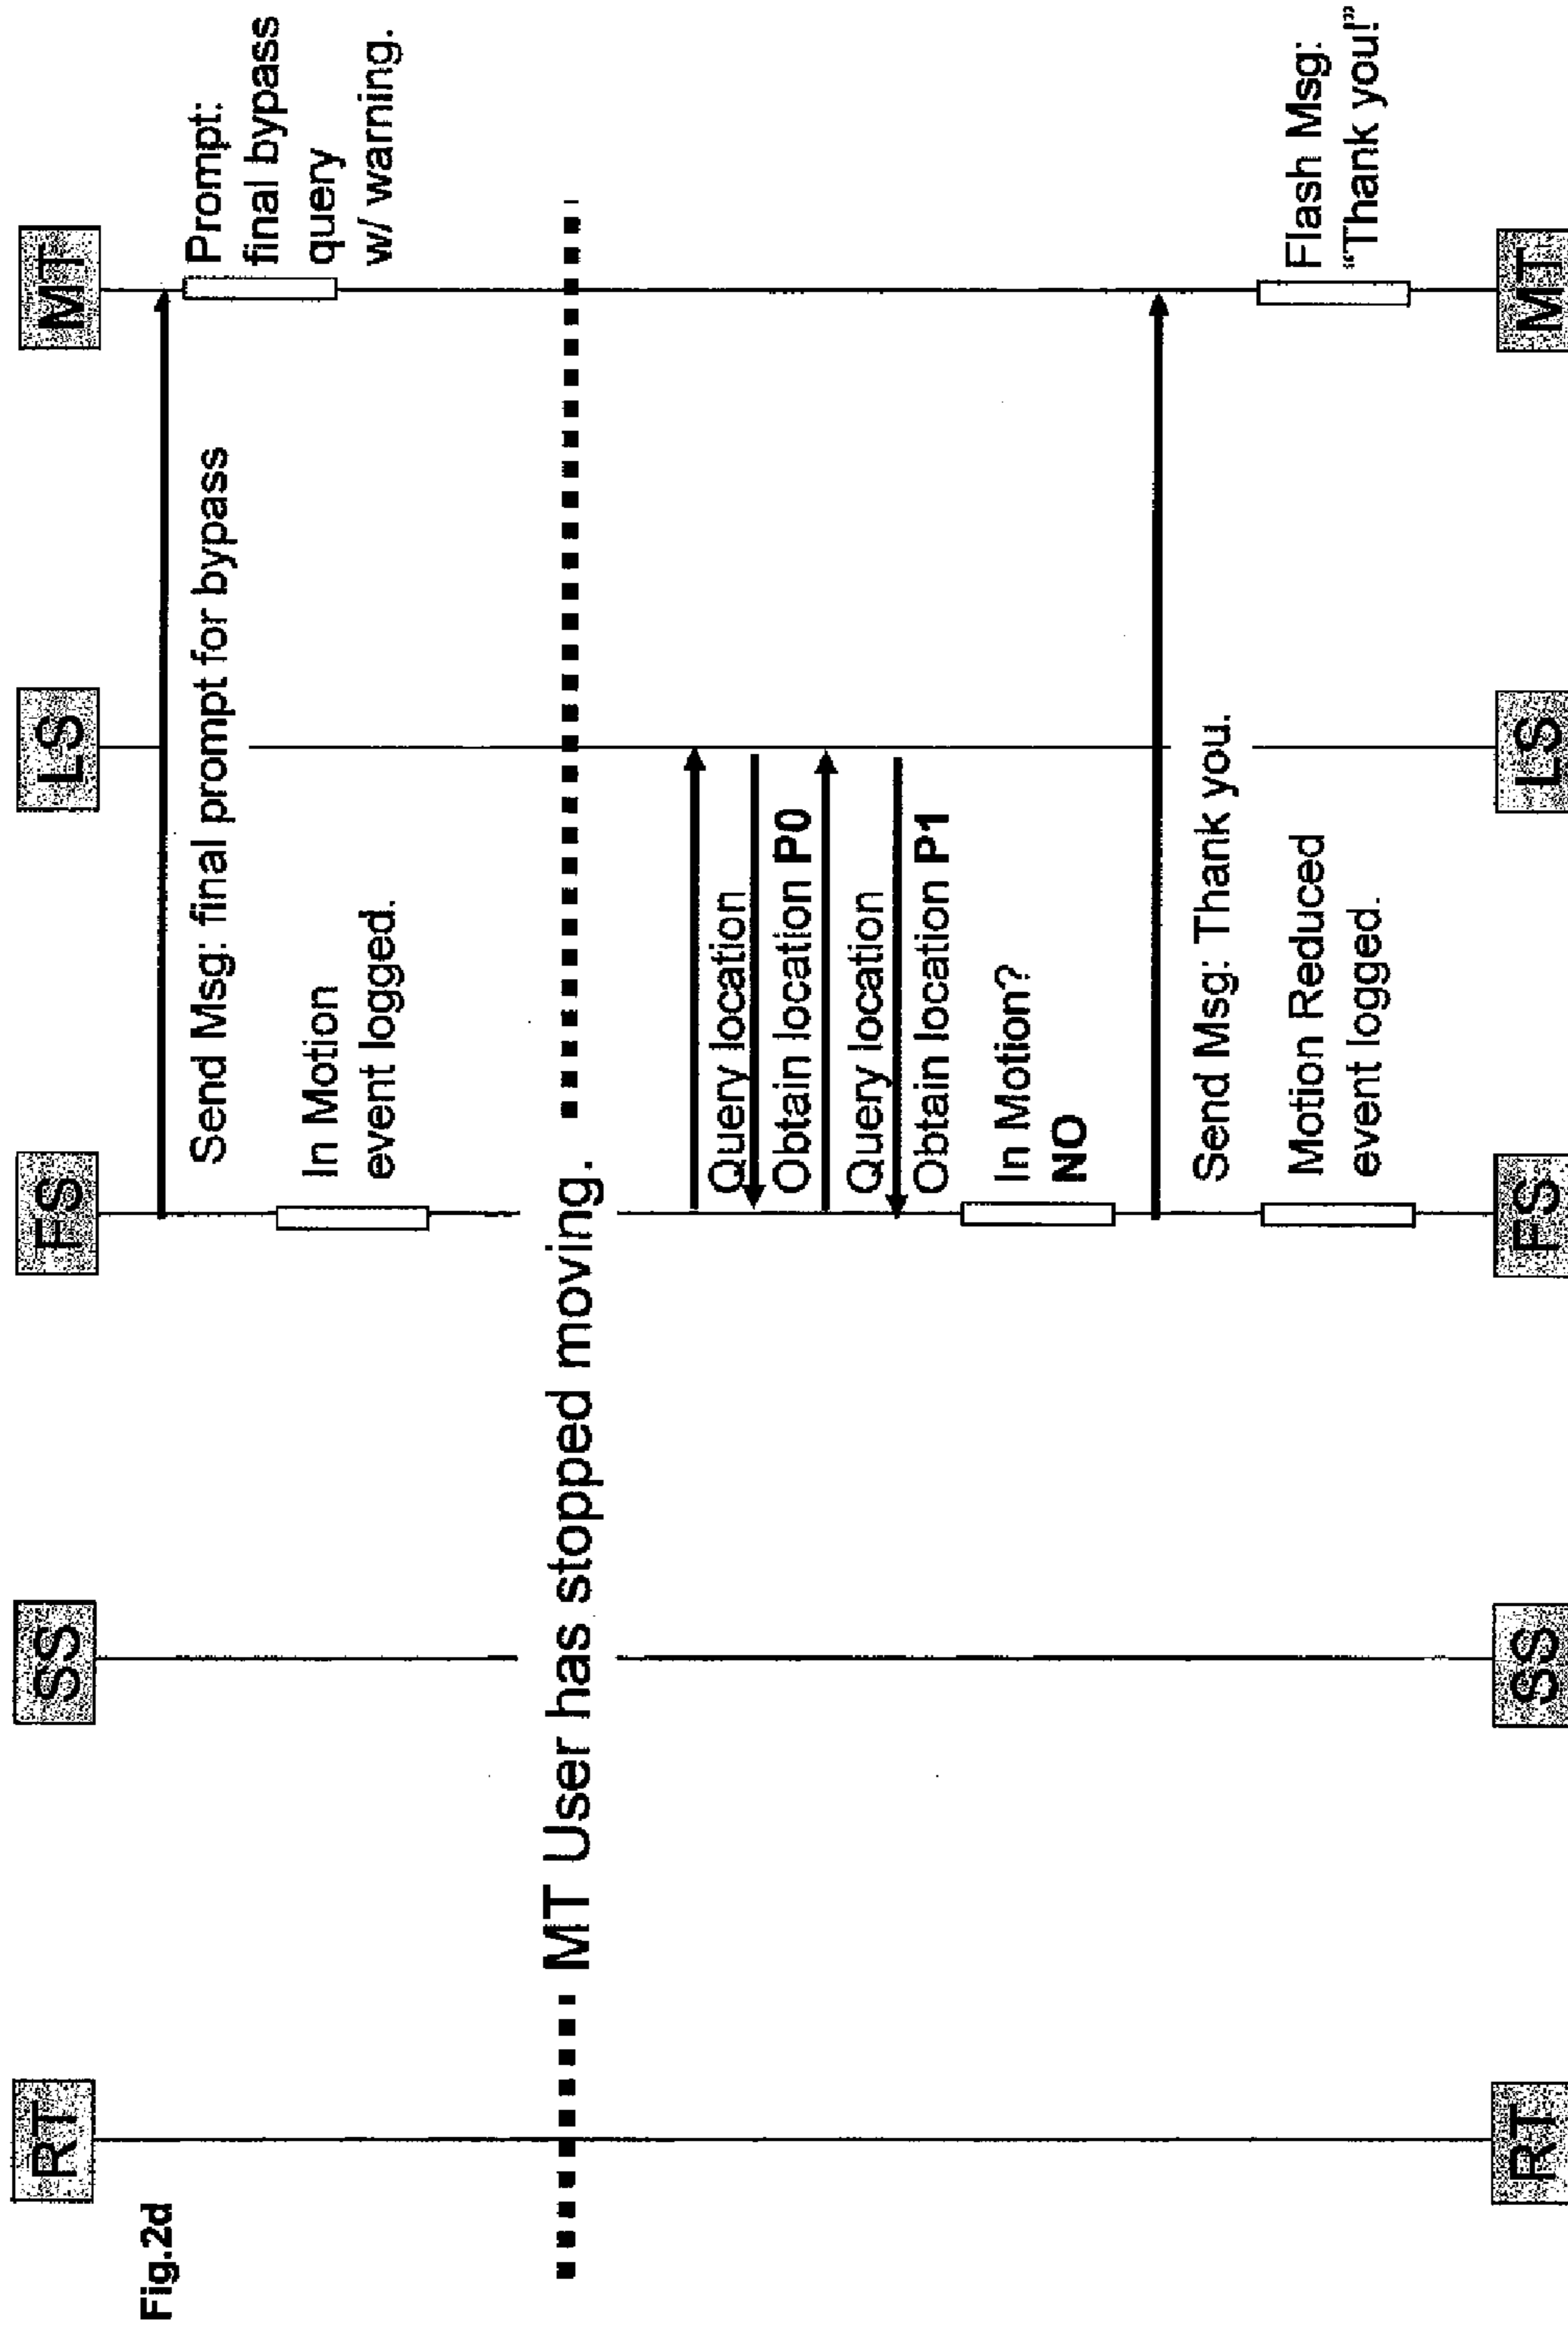 Fig.2d
RT
SS
FS
LS
MT
Send Msg: final prompt for bypass
Prompt:
final bypass
query
w/ warning.
In Motion
event logged.
MT User has stopped moving.
Query location
Obtain location P0
Query location
Obtain location P1
In Motion?
NO
Send Msg: Thank you.
Motion Reduced
event logged.
Flash Msg:
“Thank you!”
RT
SS
FS
LS
MT